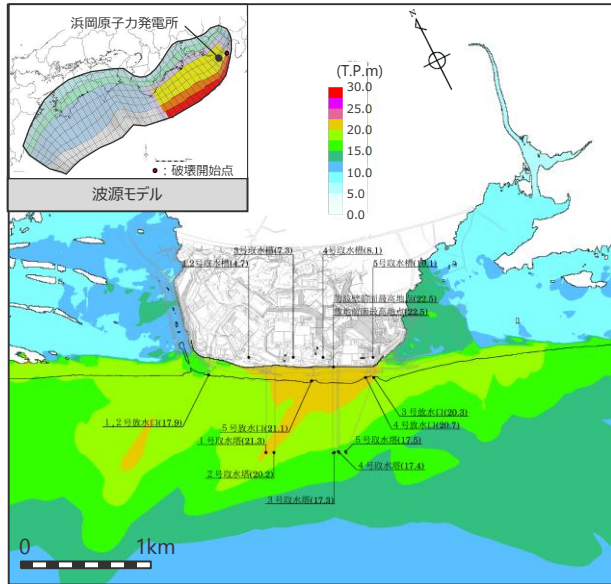 浜岡原子力発電所
：破壊開始点
波源モデル
N
(T.P.m)
30.0
25.0
20.0
15.0
10.0
5.0
0.0
3号取水槽(7.3)
4号取水槽(8.1)
1,2号取水槽(4.7)
5号取水槽(10.1)
敷地前面最高地点(22.5)
1,2号放水口(17.9)
3号放水口(20.3)
5号放水口(21.1)
4号放水口(20.7)
1号取水塔(21.3)
5号取水塔(17.5)
2号取水塔(20.2)
4号取水塔(17.4)
3号取水塔(17.3)
0 1km